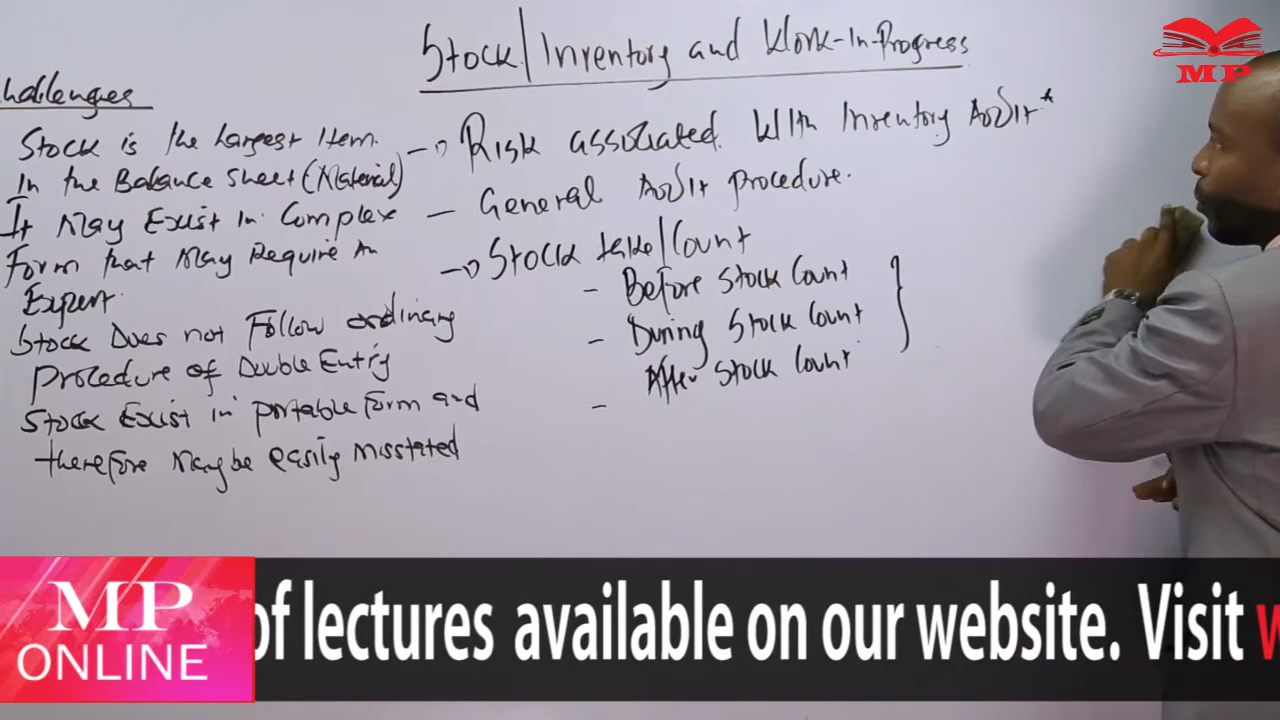 Stock/Inventory and Work-In-Progress
hallenges
Stock is the Largest Item
In the Balance Sheet (Material)
It May Exist In Complex
Form that May Require An
Expert
Stock Does not Follow ordinary
Procedure of Double Entry
Stock Exist in portable Form and
therefore May be easily Misstated
→ Risk associated With Inventory Audit*
- General Audit procedure.
→ Stock take/Count
- Before Stock Count
- During Stock Count
- After Stock Count
MP
MP
ONLINE
of lectures available on our website. Visit w